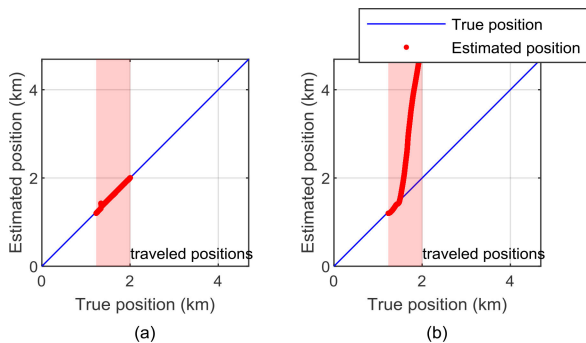 True position
Estimated position
Estimated position (km)
4
2
0
traveled positions
0
2
4
True position (km)
(a)
Estimated position (km)
4
2
0
traveled positions
0
2
4
True position (km)
(b)